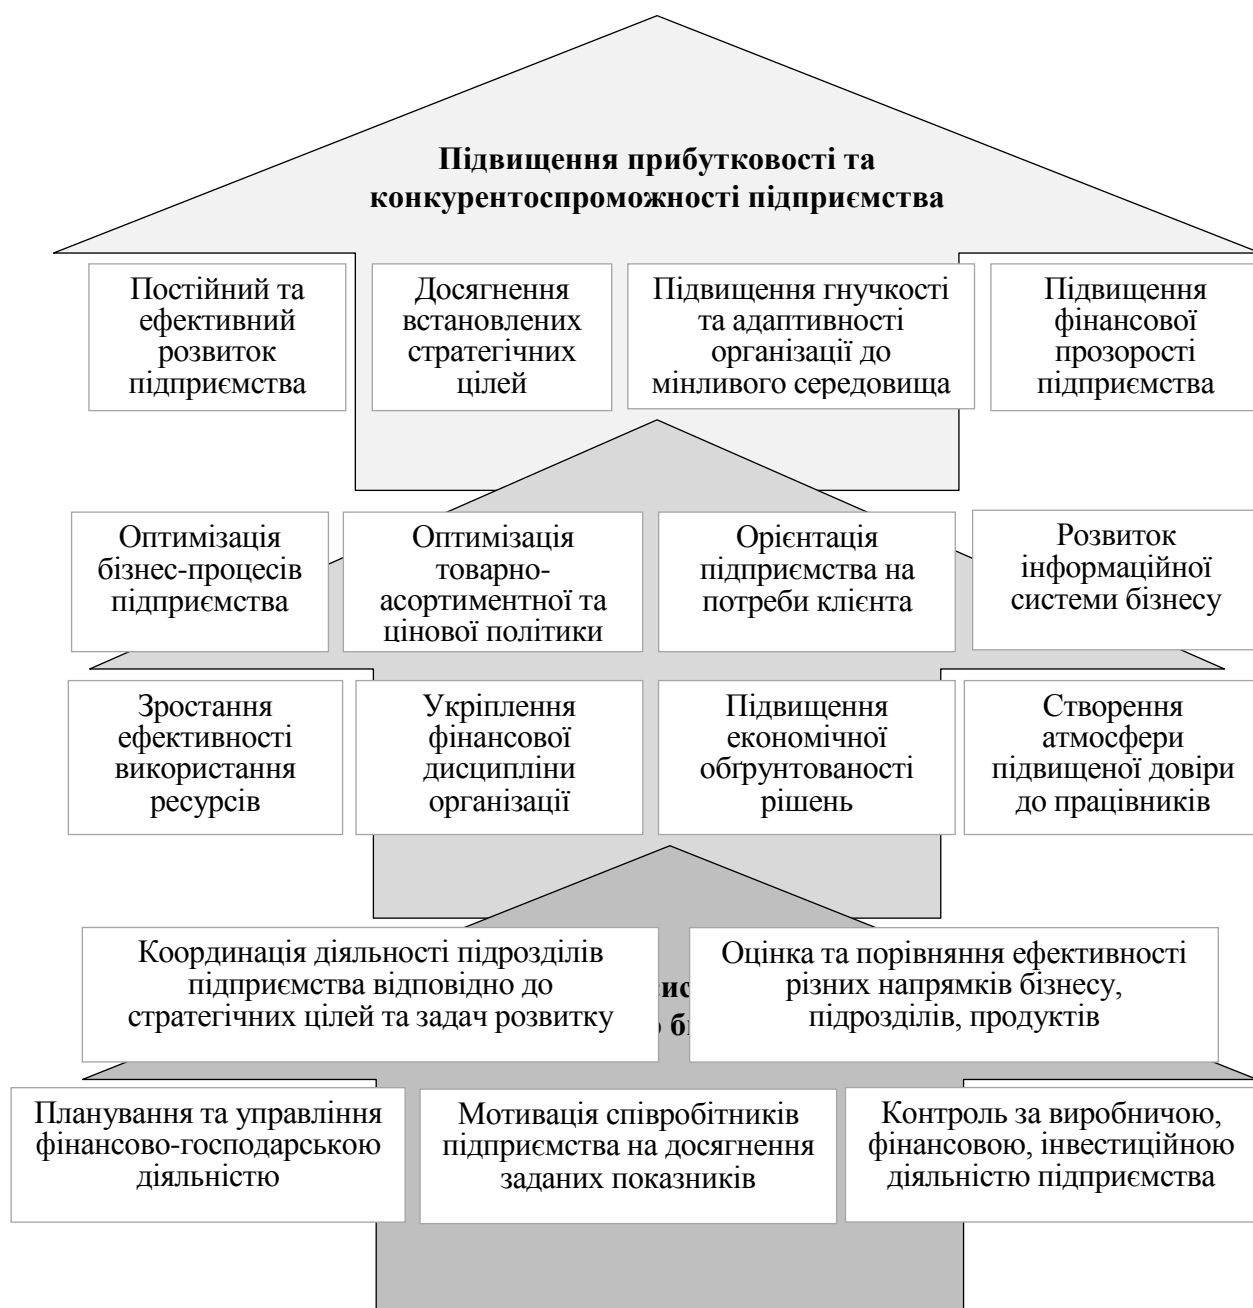 Підвищення прибутковості та
конкурентоспроможності підприємства
Постійний та
ефективний
розвиток
підприємства
Досягнення
встановлених
стратегічних
цілей
Підвищення гнучкості
та адаптивності
організації до
мінливого середовища
Підвищення
фінансової
прозорості
підприємства
Оптимізація
бізнес-процесів
підприємства
Оптимізація
товарно-
асортиментної та
цінової політики
Орієнтація
підприємства на
потреби клієнта
Розвиток
інформаційної
системи бізнесу
Зростання
ефективності
використання
ресурсів
Укріплення
фінансової
дисципліни
організації
Підвищення
економічної
обґрунтованості
рішень
Створення
атмосфери
підвищеної довіри
до працівників
Координація діяльності підрозділів
підприємства відповідно до
стратегічних цілей та задач розвитку
Оцінка та порівняння ефективності
різних напрямків бізнесу,
підрозділів, продуктів
Планування та управління
фінансово-господарською
діяльністю
Мотивація співробітників
підприємства на досягнення
заданих показників
Контроль за виробничою,
фінансовою, інвестиційною
діяльністю підприємства